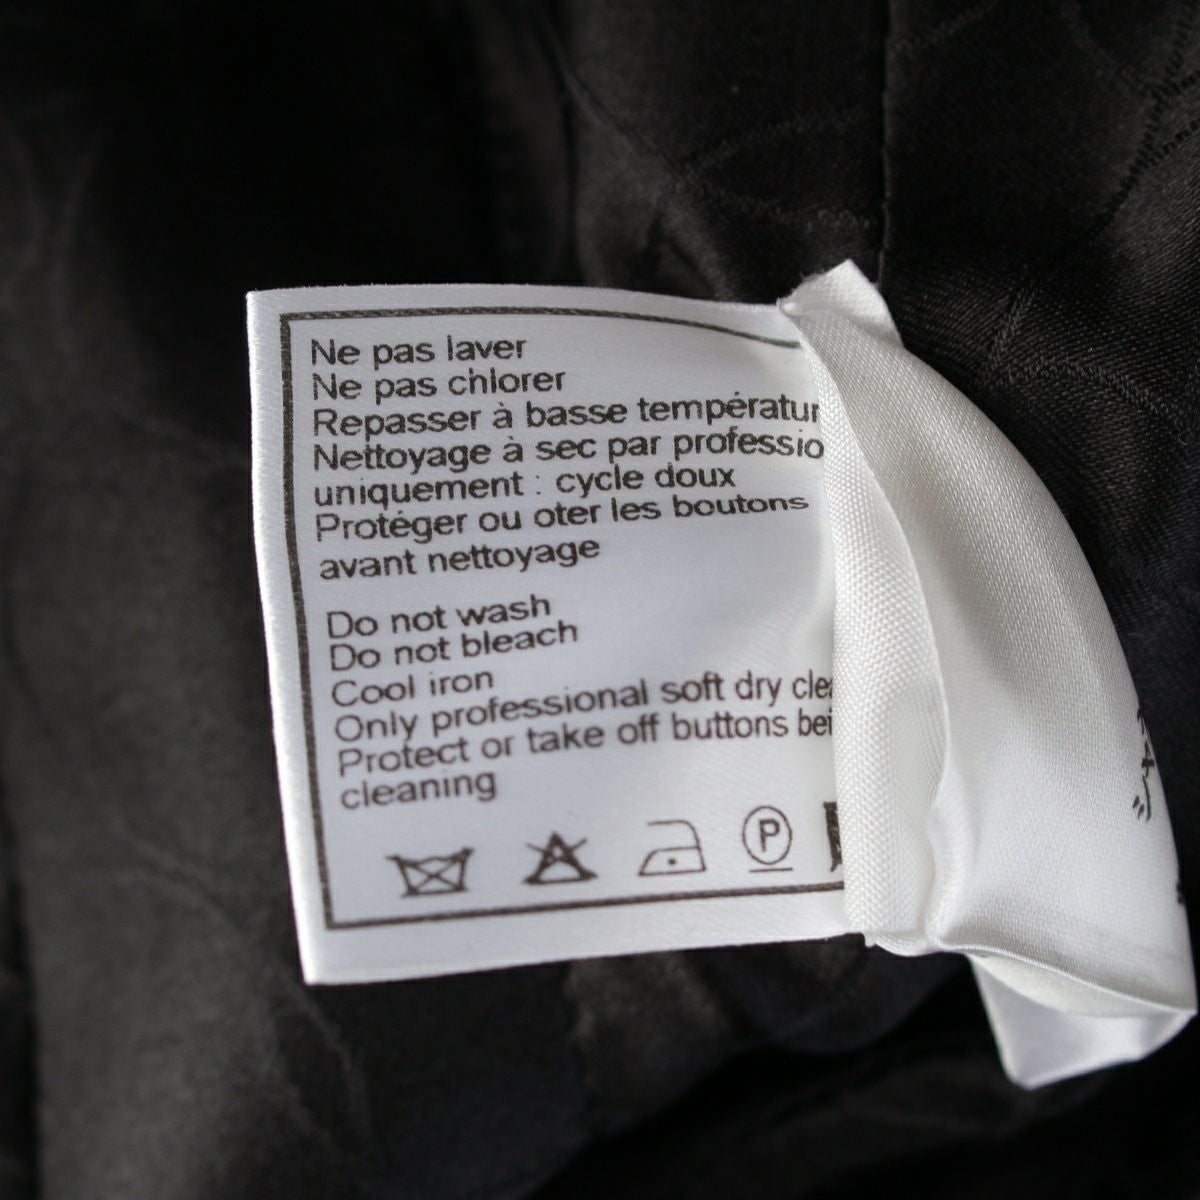 Ne pas laver
Ne pas chlorer
Repasser à basse températur
Nettoyage à sec par professio
uniquement : cycle doux
Protéger ou oter les boutons
avant nettoyage
Do not wash
Do not bleach
Cool iron
Only professional soft dry clea
Protect or take off buttons bei
cleaning
P